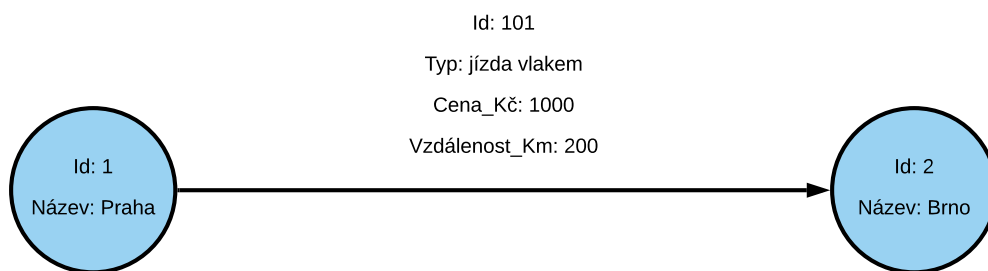 Id: 101
Typ: jízda vlakem
Cena_Kč: 1000
Vzdálenost_Km: 200
Id: 1
Název: Praha
Id: 2
Název: Brno